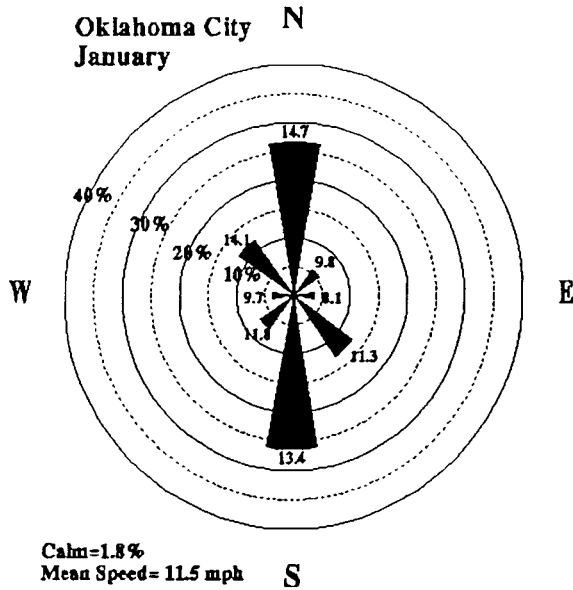 Oklahoma City
January
N
14.7
40%
30%
14.1
20%
9.8
10%
W
9.7
8.1
E
11.3
13.4
Calm=1.8%
Mean Speed= 11.5 mph
S